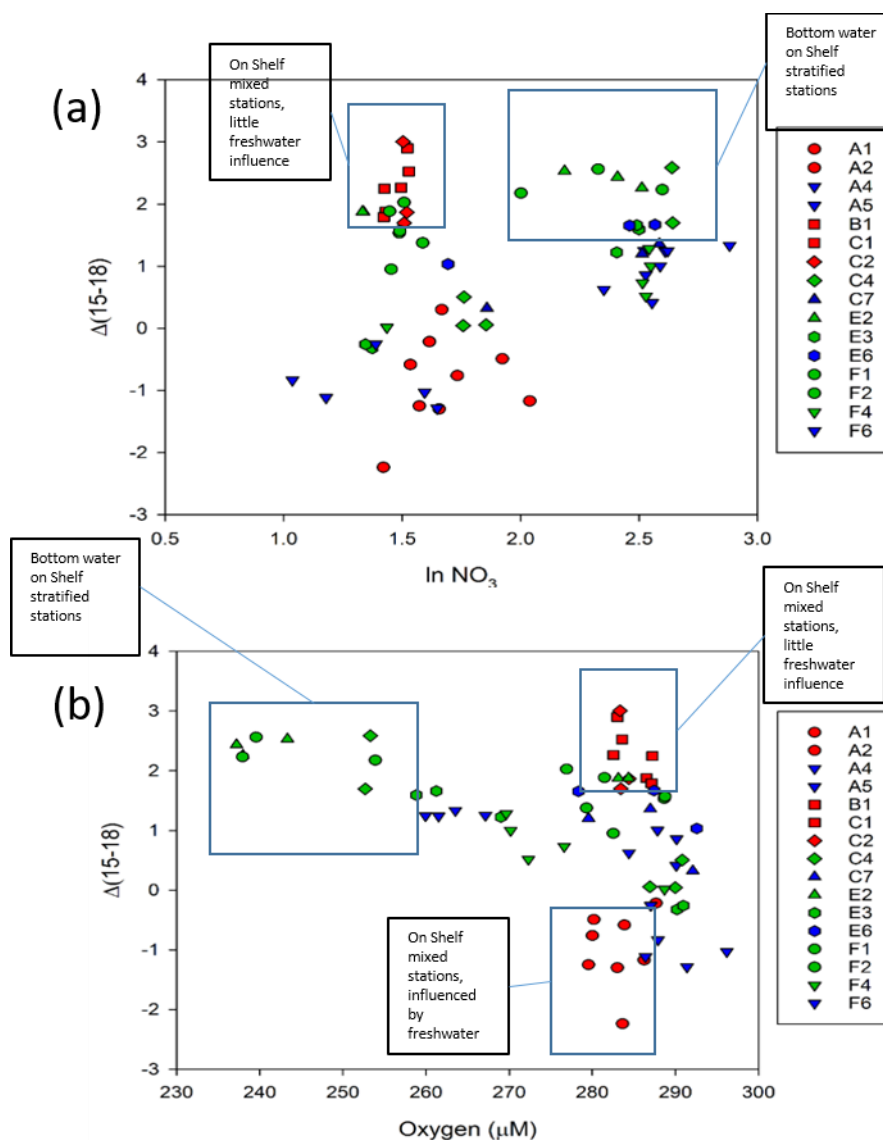 On Shelf
mixed
stations,
little
freshwater
influence
Bottom water
on Shelf
stratified
stations
(a)
4
3
2
1
0
-1
-2
-3
Δ(15-18)
0.5
1.0
1.5
2.0
2.5
3.0
ln NO3
A1
A2
A4
A5
B1
C1
C2
C4
C7
E2
E3
E6
F1
F2
F4
F6
Bottom water
on Shelf
stratified
stations
On Shelf
mixed
stations,
little
freshwater
influence
(b)
4
3
2
1
0
-1
-2
-3
Δ(15-18)
On Shelf
mixed
stations,
influenced
by
freshwater
230
240
250
260
270
280
290
300
Oxygen (μM)
A1
A2
A4
A5
B1
C1
C2
C4
C7
E2
E3
E6
F1
F2
F4
F6